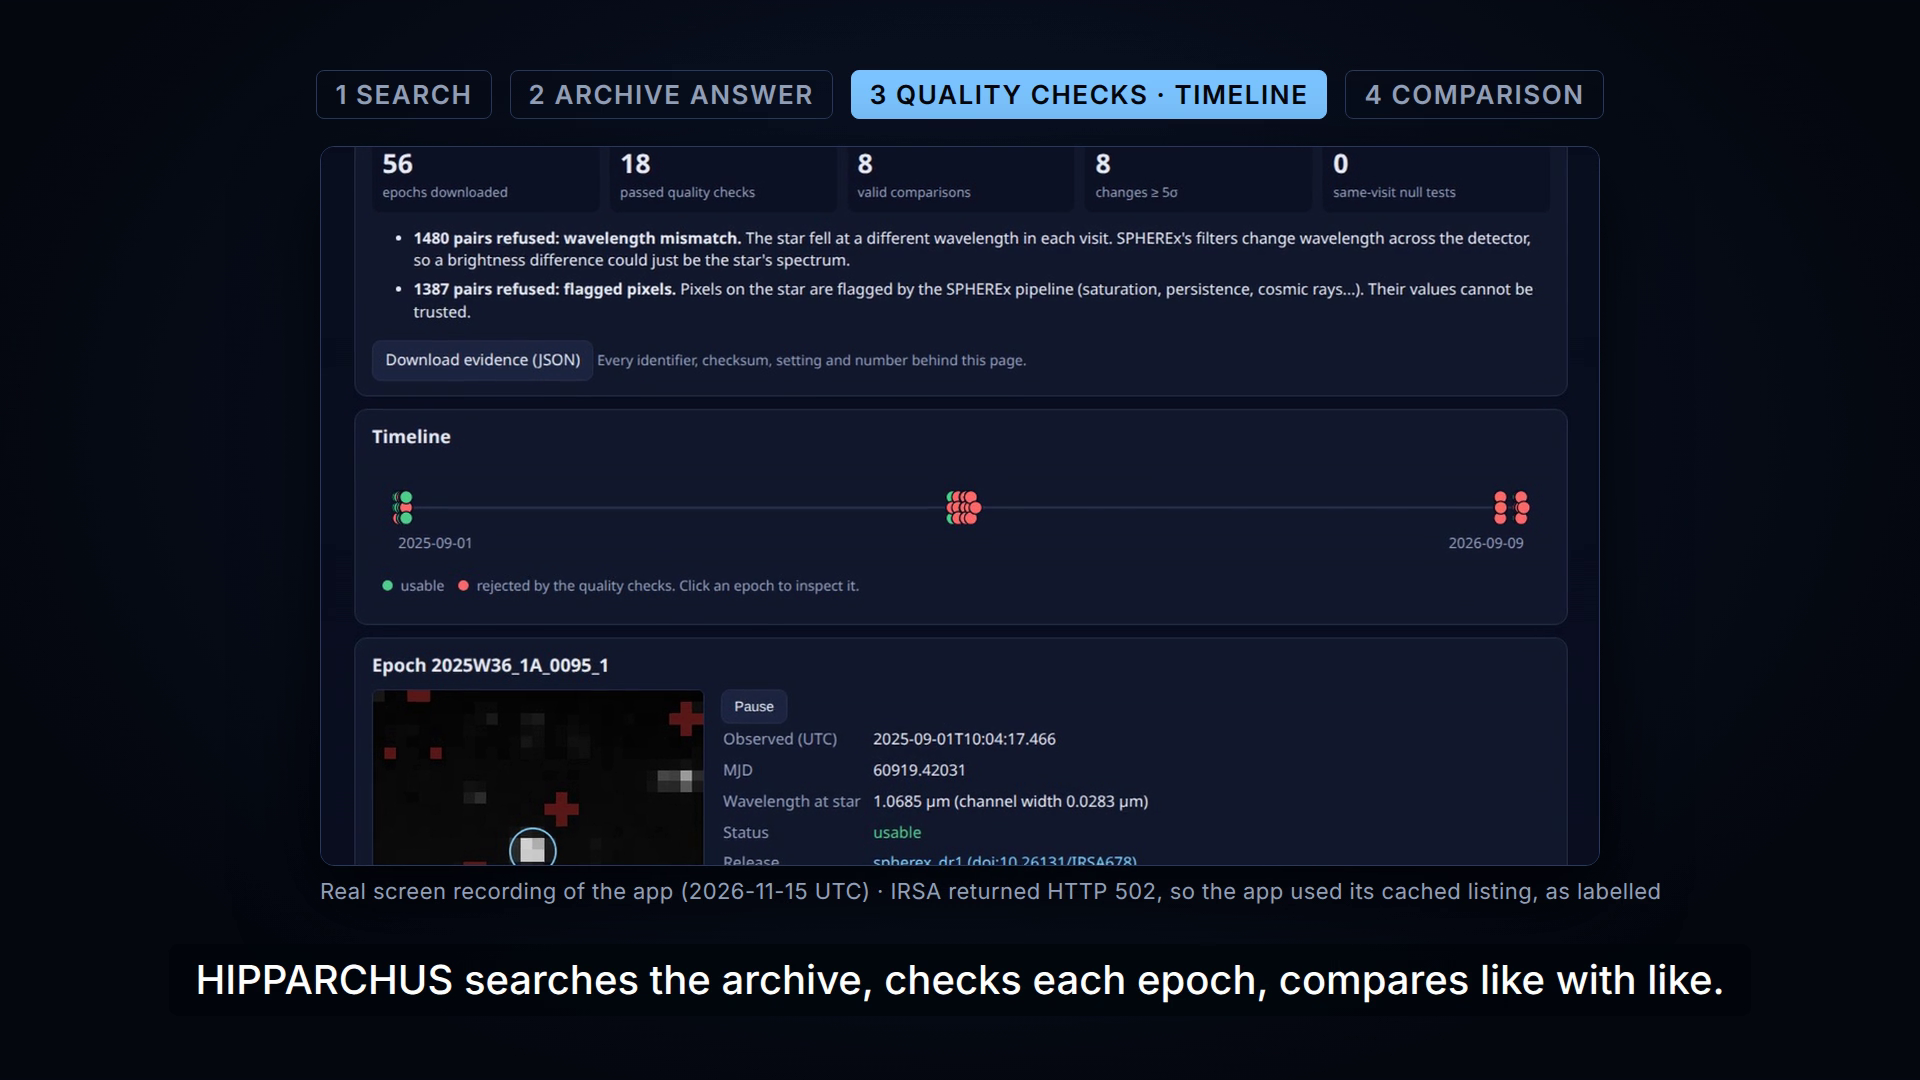 1 SEARCH
2 ARCHIVE ANSWER
3 QUALITY CHECKS · TIMELINE
4 COMPARISON
56
epochs downloaded
18
passed quality checks
8
valid comparisons
8
changes ≥ 5σ
0
same-visit null tests
• 1480 pairs refused: wavelength mismatch. The star fell at a different wavelength in each visit. SPHEREx's filters change wavelength across the detector,
so a brightness difference could just be the star's spectrum.
• 1387 pairs refused: flagged pixels. Pixels on the star are flagged by the SPHEREx pipeline (saturation, persistence, cosmic rays...). Their values cannot be
trusted.
Download evidence (JSON) Every identifier, checksum, setting and number behind this page.
Timeline
2025-09-01
2026-09-09
usable rejected by the quality checks. Click an epoch to inspect it.
Epoch 2025W36_1A_0095_1
Pause
Observed (UTC) 2025-09-01T10:04:17.466
MJD 60919.42031
Wavelength at star 1.0685 µm (channel width 0.0283 µm)
Status usable
Release spherex_dr1 (doi:10.26131/IRSA678)
Real screen recording of the app (2026-11-15 UTC) · IRSA returned HTTP 502, so the app used its cached listing, as labelled
HIPPARCHUS searches the archive, checks each epoch, compares like with like.